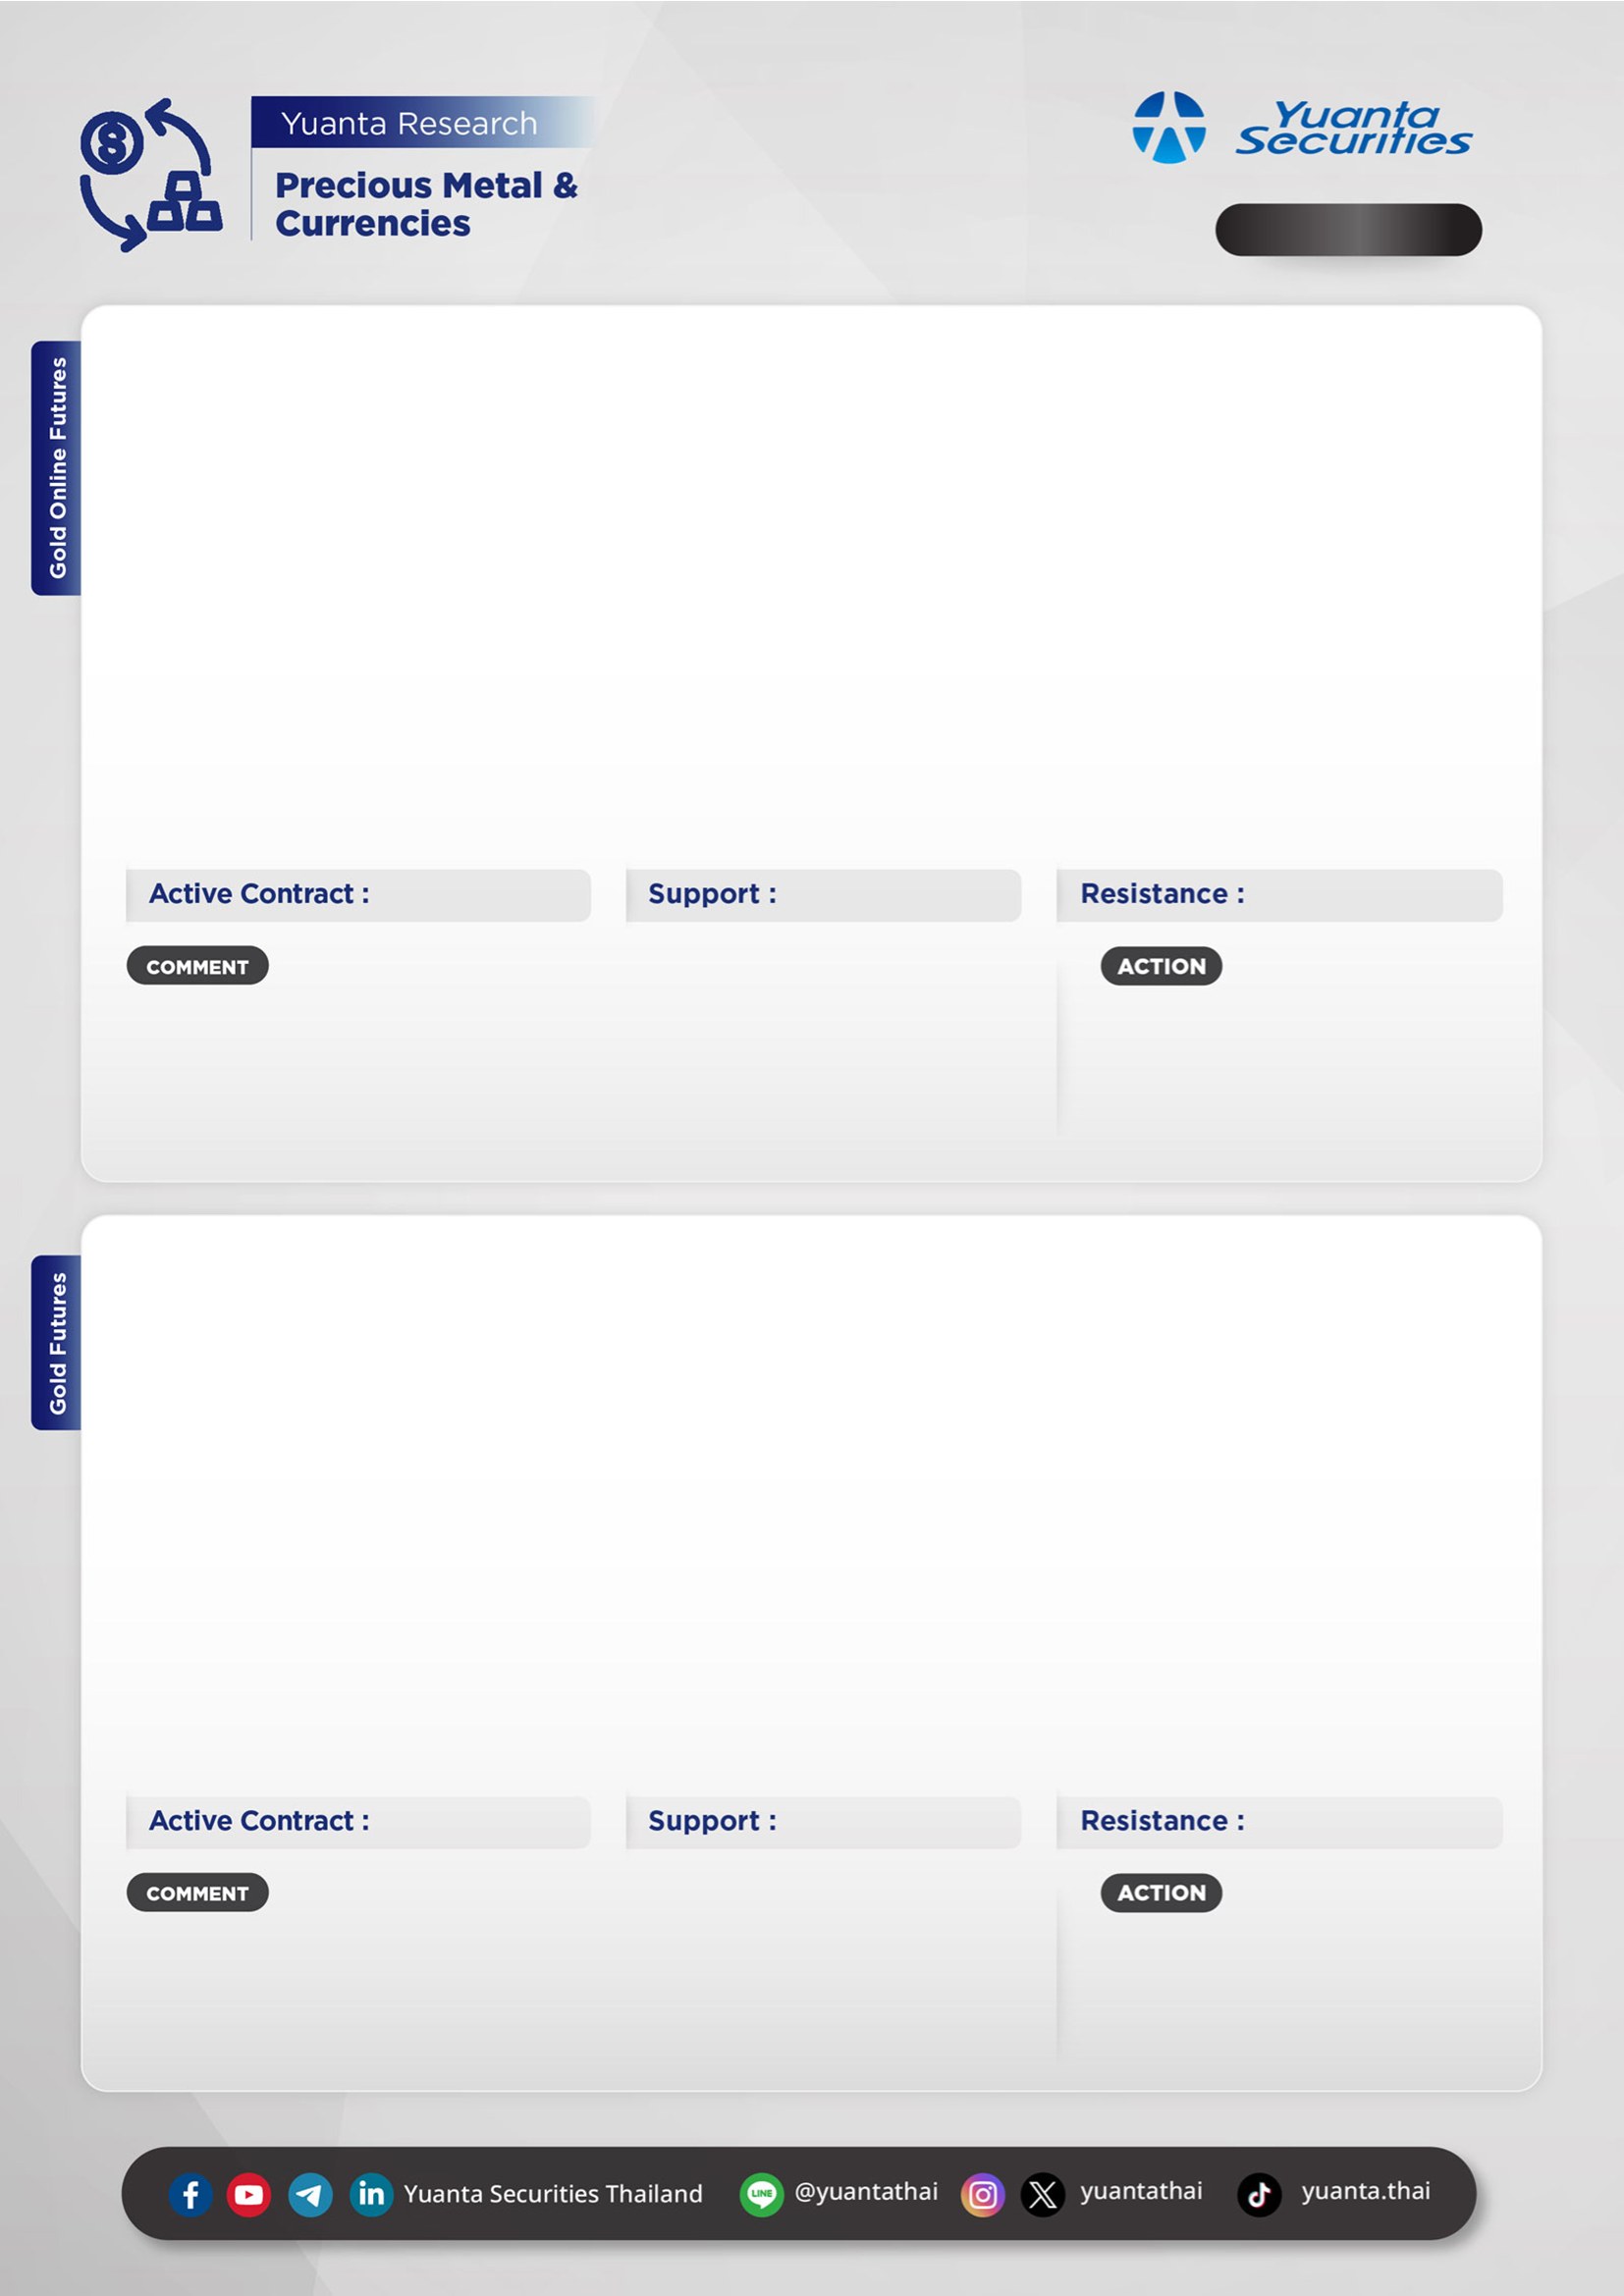 Yuanta Research
Precious Metal &
Currencies
Yuanta
Securities
Gold Online Futures
Active Contract :
Support :
Resistance :
COMMENT
ACTION
Gold Futures
Active Contract :
Support :
Resistance :
COMMENT
ACTION
Yuanta Securities Thailand
LINE
@yuantathai
yuantathai
yuanta.thai